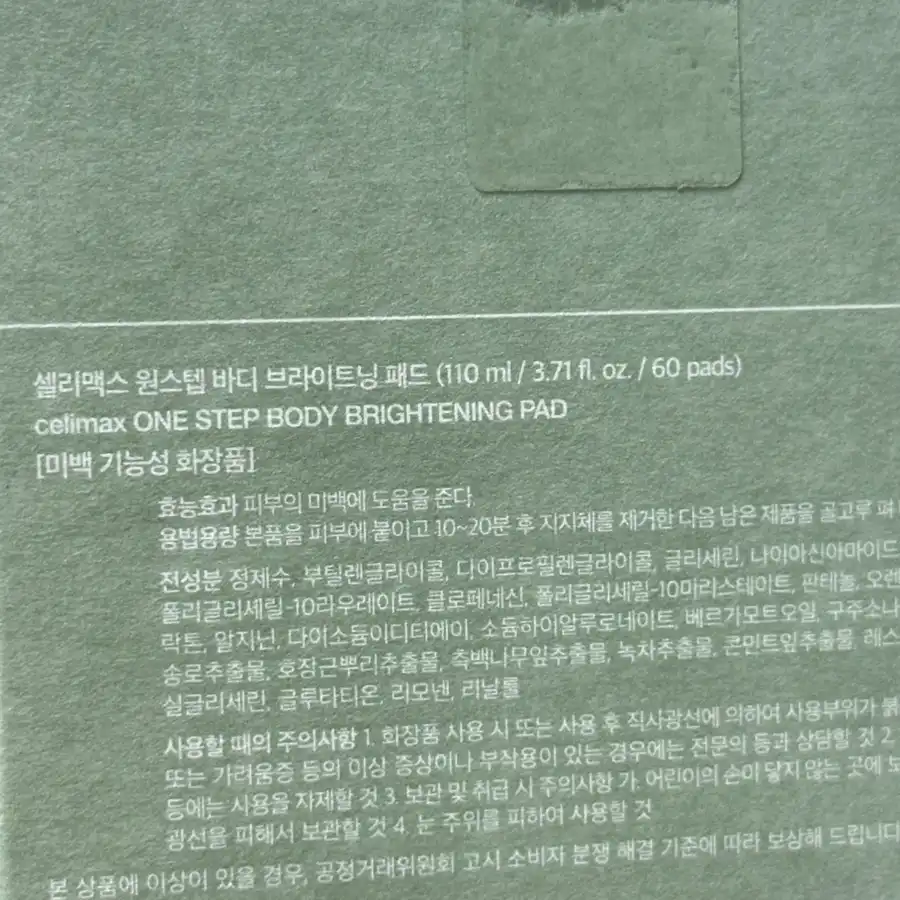 셀리맥스 원스텝 바디 브라이트닝 패드 (110 ml / 3.71 fl. oz. / 60 pads)
celimax ONE STEP BODY BRIGHTENING PAD
[미백 기능성 화장품]
효능효과 피부의 미백에 도움을 준다.
용법용량 본품을 피부에 붙이고 10~20분 후 지지체를 제거한 다음 남은 제품을 골고루 펴
전성분 정제수, 부틸렌글라이콜, 다이프로필렌글라이콜, 글리세린, 나이아신아마이드
폴리글리세릴-10라우레이트, 클로페네신, 폴리글리세릴-10미리스테이트, 판테놀, 오렌
락톤, 알지닌, 다이소듐이디티에이, 소듐하이알루로네이트, 베르가모트오일, 구주소나
송로추출물, 호장근뿌리추출물, 측백나무잎추출물, 녹차추출물, 콘민트잎추출물, 레스
실글리세린, 글루타티온, 리모넨, 리날룰
사용할 때의 주의사항 1. 화장품 사용 시 또는 사용 후 직사광선에 의하여 사용부위가 붉
또는 가려움증 등의 이상 증상이나 부작용이 있는 경우에는 전문의 등과 상담할 것 2.
등에는 사용을 자제할 것 3. 보관 및 취급 시 주의사항 가. 어린이의 손이 닿지 않는 곳에 보
광선을 피해서 보관할 것 4. 눈 주위를 피하여 사용할 것
본 상품에 이상이 있을 경우, 공정거래위원회 고시 소비자 분쟁 해결 기준에 따라 보상해 드립니다